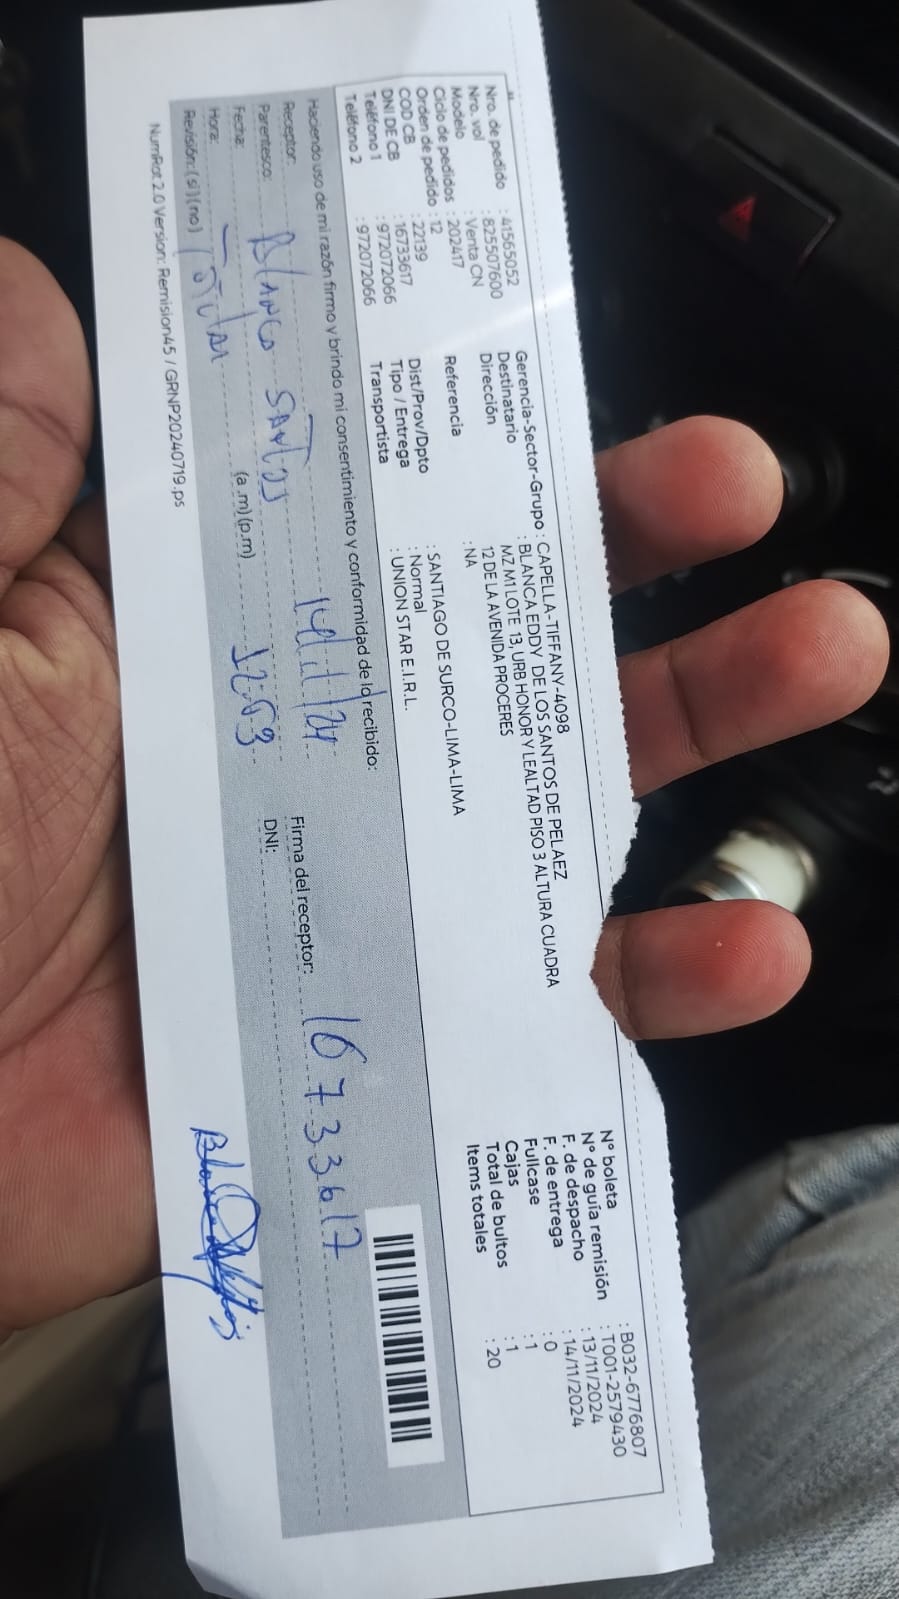 Nro. de pedido : 41565052
Nro. vol : 825507600
Modelo : Venta CN
Ciclo de pedidos : 202417
Orden de pedido : 12
COD CB : 22139
DNI DE CB : 16733617
Teléfono 1 : 972072066
Teléfono 2 : 972072066
Gerencia-Sector-Grupo : CAPELLA-TIFFANY-4098
Destinatario : BLANCA EDDY DE LOS SANTOS DE PELAEZ
Dirección : MZ M1 LOTE 13, URB HONOR Y LEALTAD PISO 3 ALTURA CUADRA
12 DE LA AVENIDA PROCERES
Referencia : NA
Dist/Prov/Dpto : SANTIAGO DE SURCO-LIMA-LIMA
Tipo / Entrega : Normal
Transportista : UNION STAR E.I.R.L.
N° boleta : B032-6776807
N° de guía remisión : T001-2579430
F. de despacho : 13/11/2024
F. de entrega : 14/11/2024
Fullcase : 0
Cajas : 1
Total de bultos : 1
Items totales : 20
Haciendo uso de mi razón firmo y brindo mi consentimiento y conformidad de lo recibido:
Receptor: Blanca Santos
Parentesco: Titular
Fecha: 14/11/24
Hora: (a.m)(p.m) 12:03
Revisión: (si)(no)
Firma del receptor:
DNI: 16733617
NumRot 2.0 Version: Remision45 / GRNP20240719.ps